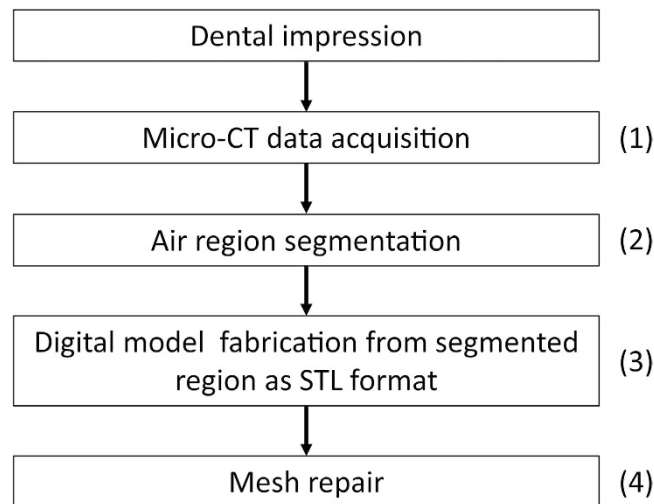 Dental impression
Micro-CT data acquisition (1)
Air region segmentation (2)
Digital model fabrication from segmented
region as STL format (3)
Mesh repair (4)